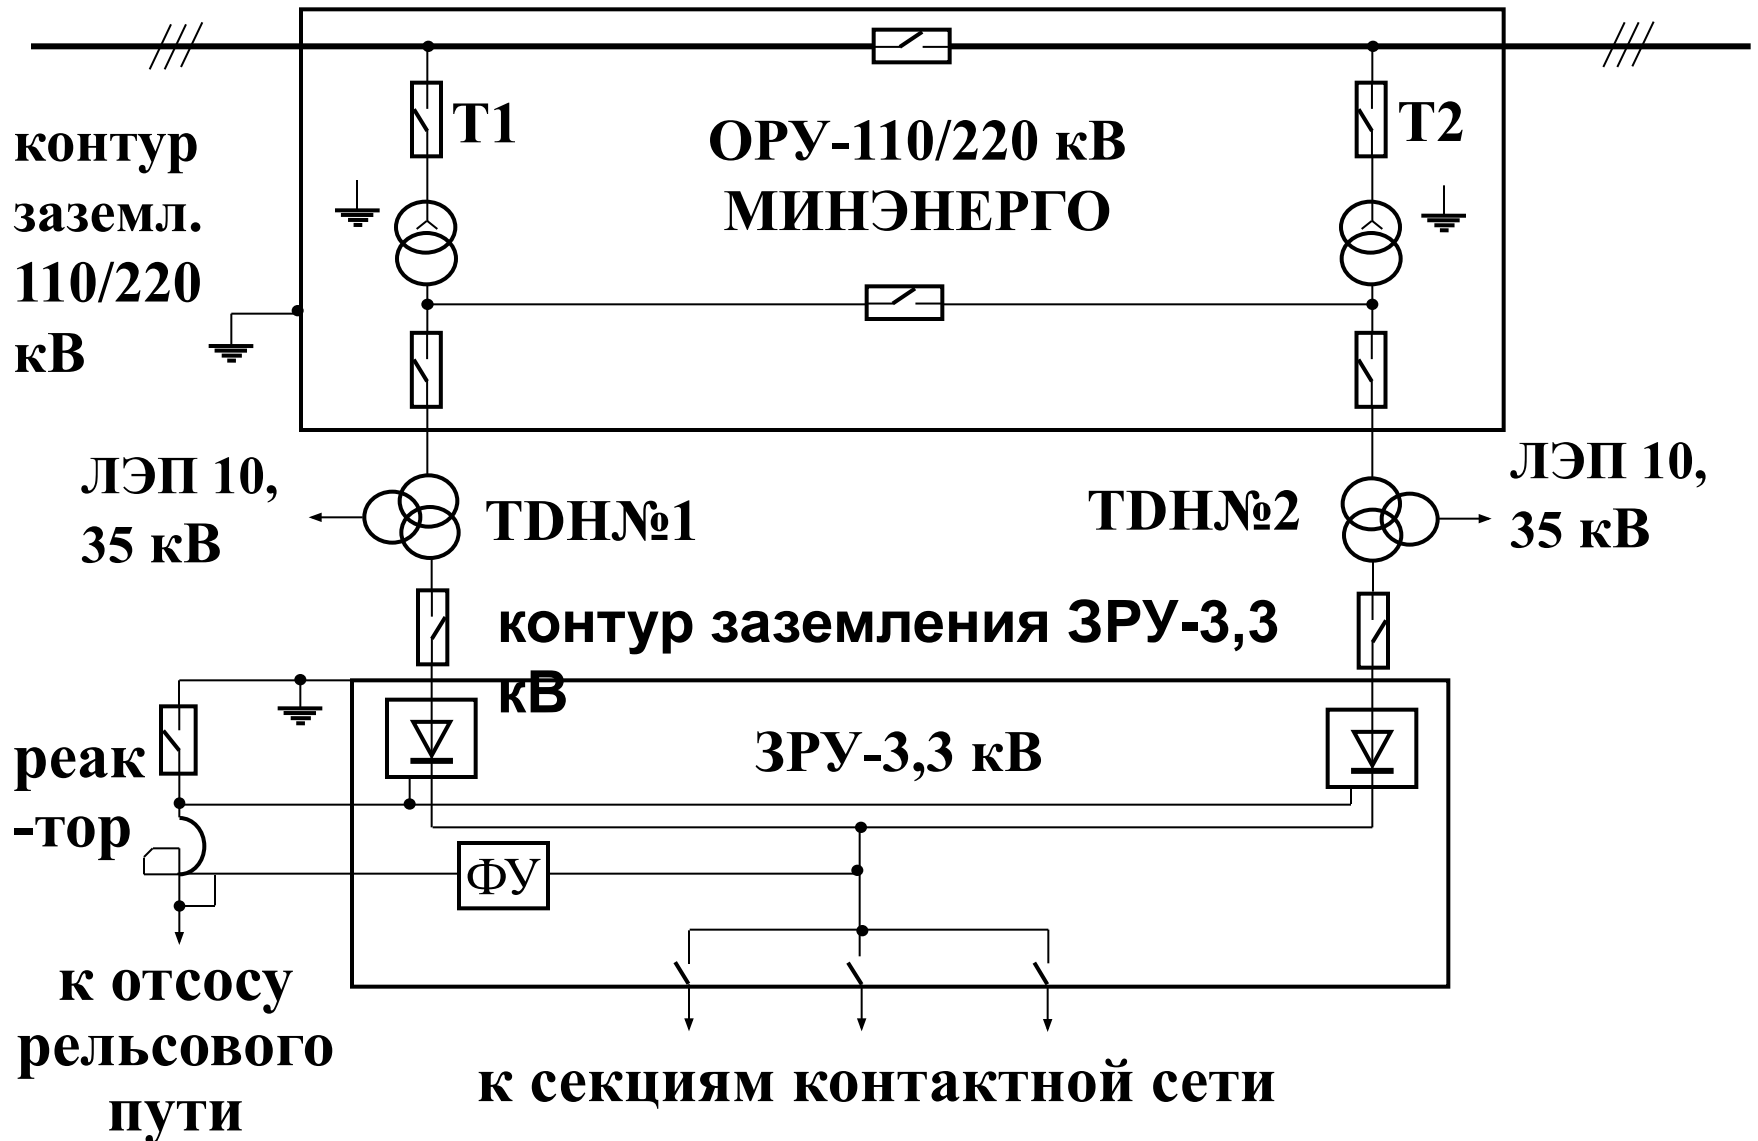 Т1
Т2
ОРУ-110/220 кВ
МИНЭНЕРГО
контур
заземл.
110/220
кВ
ЛЭП 10,
35 кВ
TDH№1
TDH№2
ЛЭП 10,
35 кВ
контур заземления ЗРУ-3,3
кВ
ЗРУ-3,3 кВ
реак
-тор
ФУ
к отсосу
рельсового
пути
к секциям контактной сети